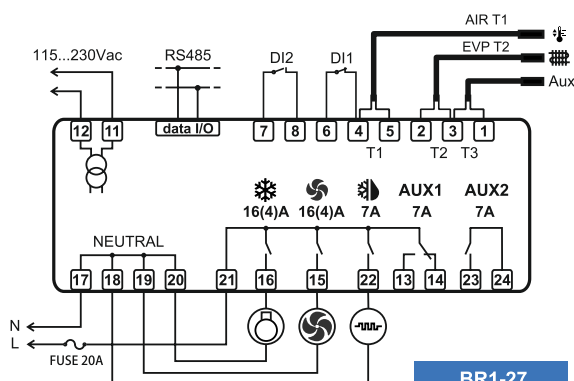 AIR T1
115...230Vac RS485 DI2 DI1 EVP T2
Aux
12 11 data I/O 7 8 6 4 5 2 3 1
T1 T2 T3
AUX1 AUX2
16(4)A 16(4)A 7A 7A 7A
NEUTRAL
17 18 19 20 21 16 15 22 13 14 23 24
N
L
FUSE 20A
BR1-27